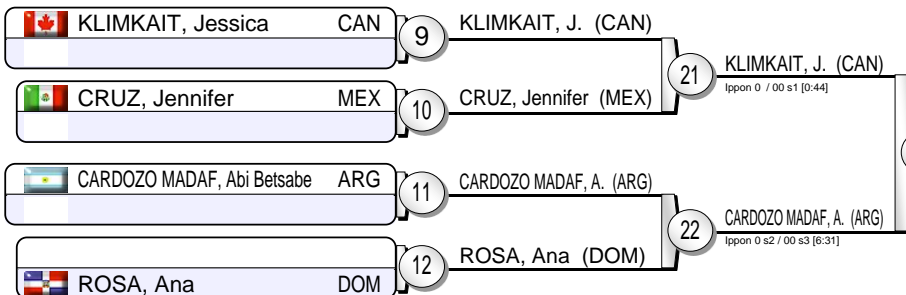 KLIMKAIT, Jessica CAN
9
KLIMKAIT, J. (CAN)
21
KLIMKAIT, J. (CAN)
Ippon 0 / 00 s1 [0:44]
CRUZ, Jennifer MEX
10
CRUZ, Jennifer (MEX)
CARDOZO MADAF, Abi Betsabe ARG
11
CARDOZO MADAF, A. (ARG)
22
CARDOZO MADAF, A. (ARG)
Ippon 0 s2 / 00 s3 [6:31]
ROSA, Ana DOM
12
ROSA, Ana (DOM)